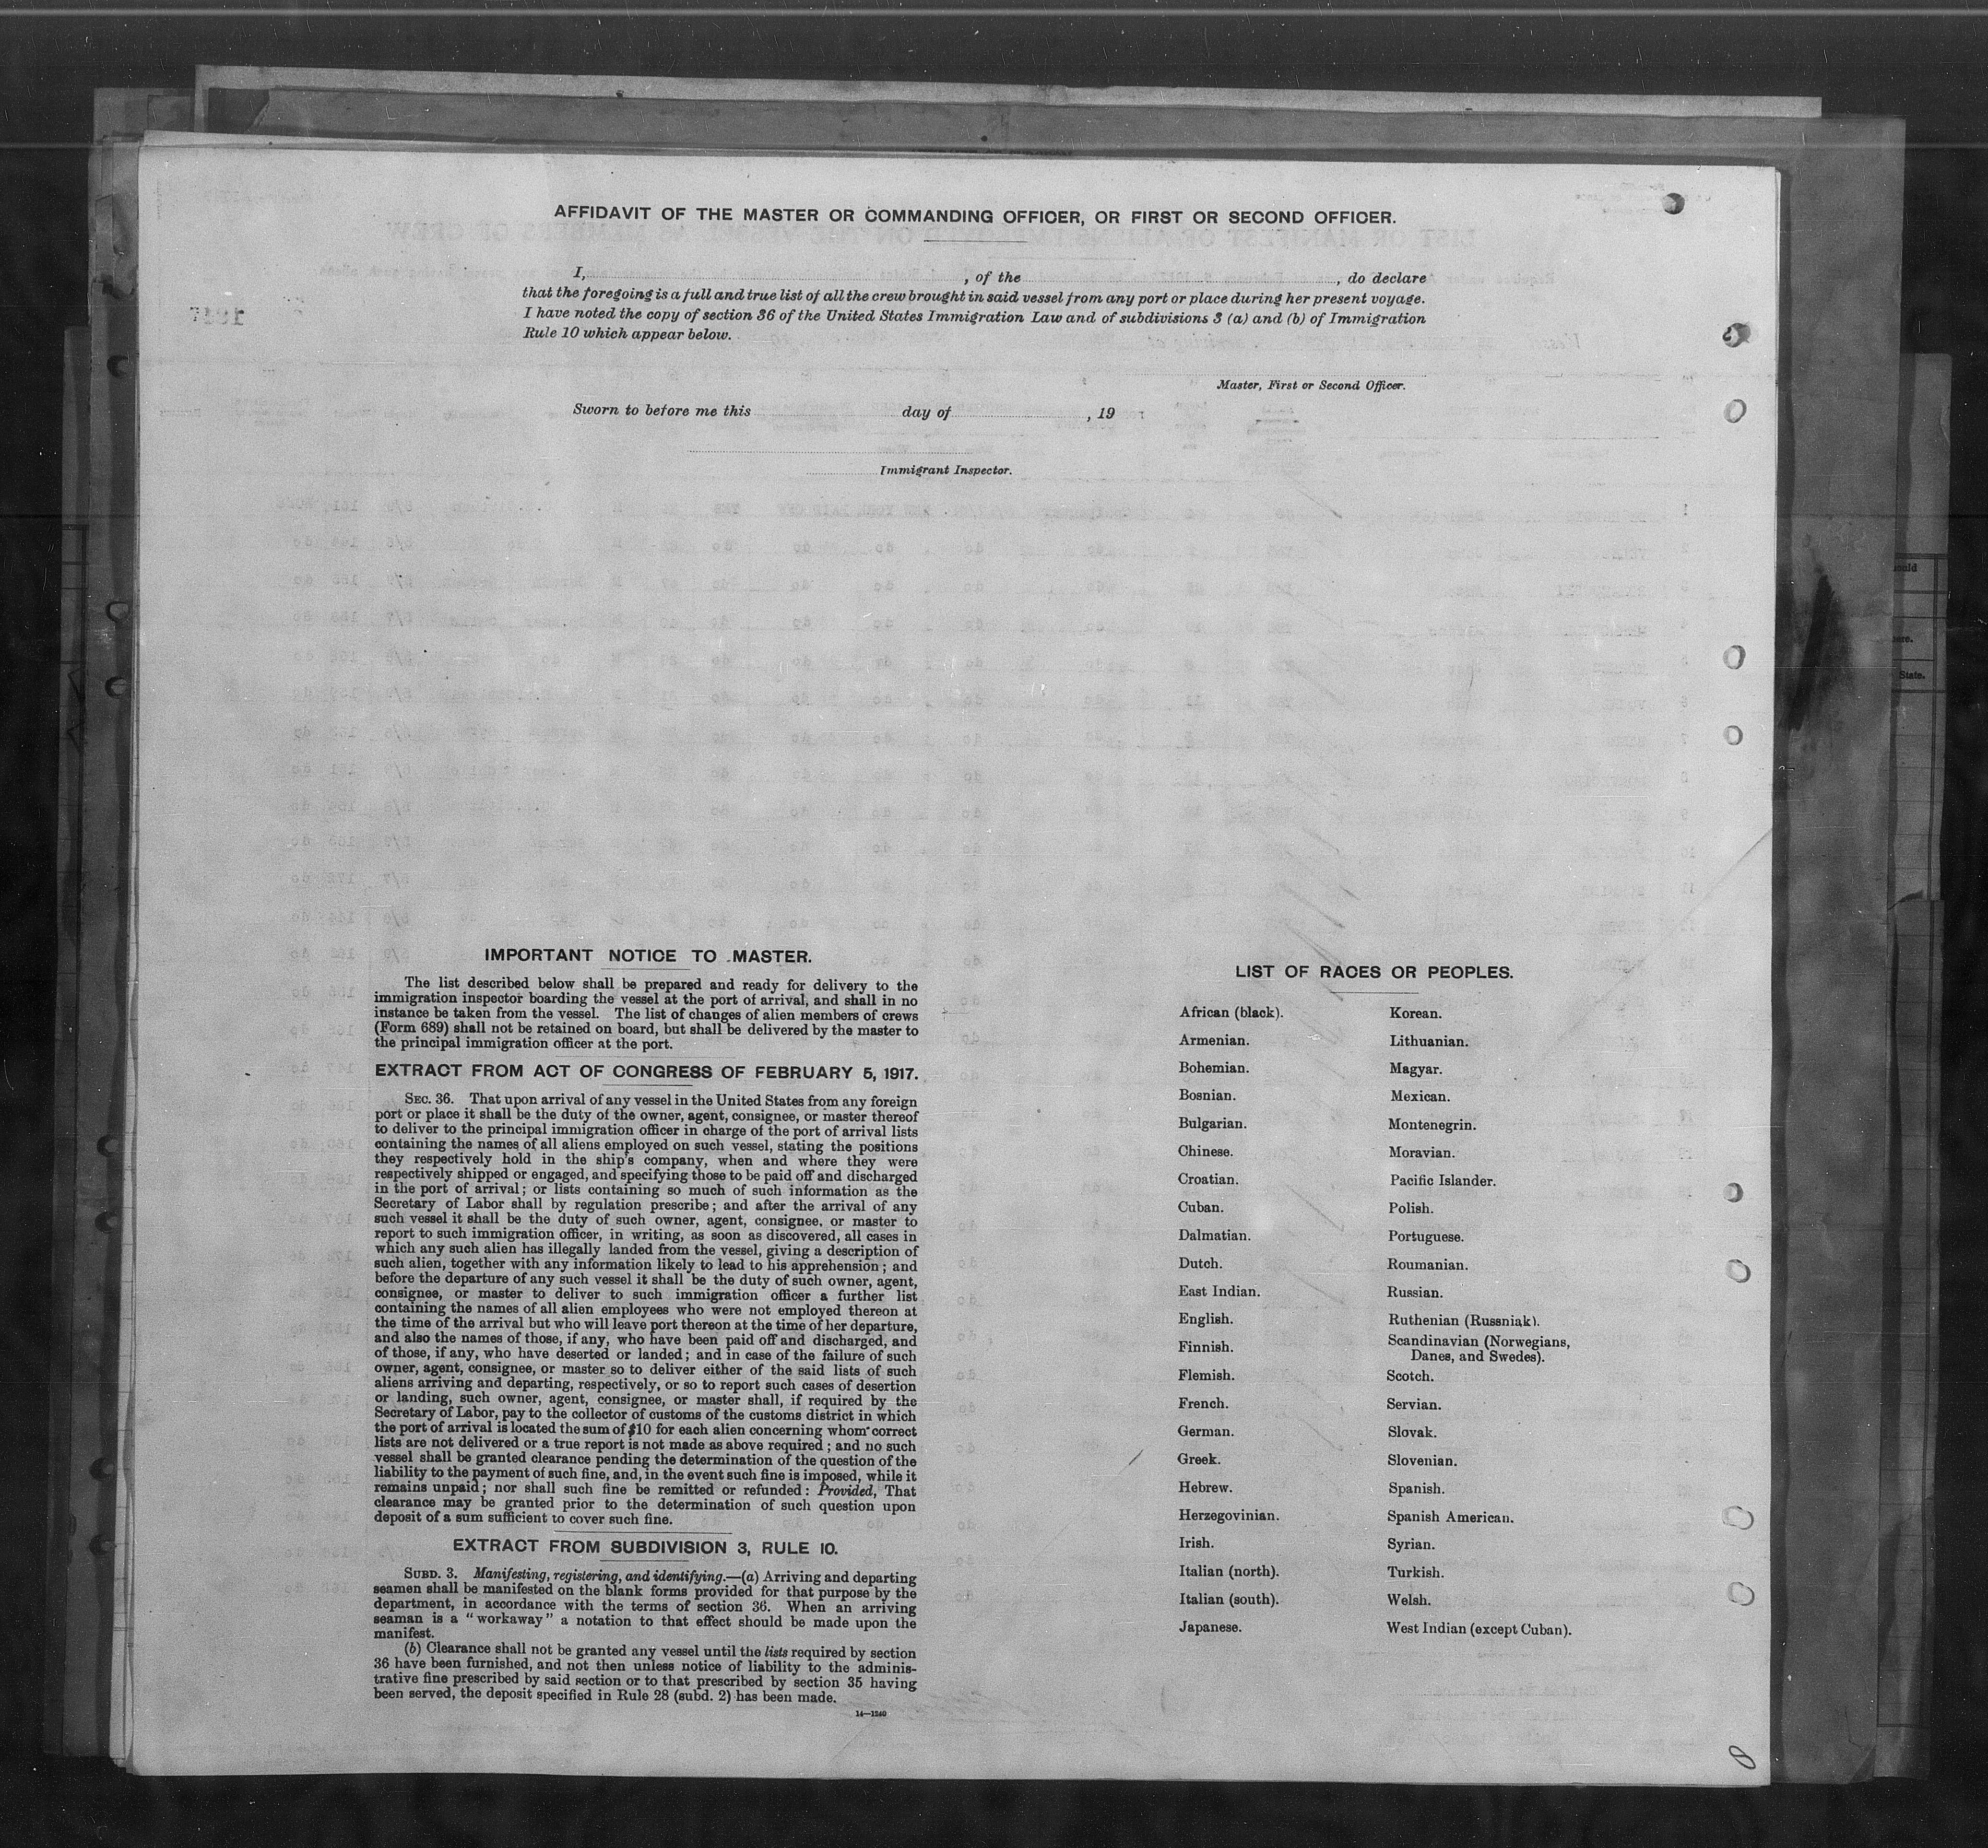 AFFIDAVIT OF THE MASTER OR COMMANDING OFFICER, OR FIRST OR SECOND OFFICER.
I, , of the , do declare
that the foregoing is a full and true list of all the crew brought in said vessel from any port or place during her present voyage.
I have noted the copy of section 36 of the United States Immigration Law and of subdivisions 3 (a) and (b) of Immigration
Rule 10 which appear below.
Master, First or Second Officer.
Sworn to before me this day of , 19
Immigrant Inspector.
IMPORTANT NOTICE TO MASTER.
The list described below shall be prepared and ready for delivery to the
immigration inspector boarding the vessel at the port of arrival, and shall in no
instance be taken from the vessel. The list of changes of alien members of crews
(Form 689) shall not be retained on board, but shall be delivered by the master to
the principal immigration officer at the port.
EXTRACT FROM ACT OF CONGRESS OF FEBRUARY 5, 1917.
SEC. 36. That upon arrival of any vessel in the United States from any foreign
port or place it shall be the duty of the owner, agent, consignee, or master thereof
to deliver to the principal immigration officer in charge of the port of arrival lists
containing the names of all aliens employed on such vessel, stating the positions
they respectively hold in the ship's company, when and where they were
respectively shipped or engaged, and specifying those to be paid off and discharged
in the port of arrival; or lists containing so much of such information as the
Secretary of Labor shall by regulation prescribe; and after the arrival of any
such vessel it shall be the duty of such owner, agent, consignee, or master to
report to such immigration officer, in writing, as soon as discovered, all cases in
which any such alien has illegally landed from the vessel, giving a description of
such alien, together with any information likely to lead to his apprehension; and
before the departure of any such vessel it shall be the duty of such owner, agent,
consignee, or master to deliver to such immigration officer a further list
containing the names of all alien employees who were not employed thereon at
the time of the arrival but who will leave port thereon at the time of her departure,
and also the names of those, if any, who have been paid off and discharged, and
of those, if any, who have deserted or landed; and in case of the failure of such
owner, agent, consignee, or master so to deliver either of the said lists of such
aliens arriving and departing, respectively, or so to report such cases of desertion
or landing, such owner, agent, consignee, or master shall, if required by the
Secretary of Labor, pay to the collector of customs of the customs district in which
the port of arrival is located the sum of $10 for each alien concerning whom correct
lists are not delivered or a true report is not made as above required; and no such
vessel shall be granted clearance pending the determination of the question of the
liability to the payment of such fine, and, in the event such fine is imposed, while it
remains unpaid; nor shall such fine be remitted or refunded: Provided, That
clearance may be granted prior to the determination of such question upon
deposit of a sum sufficient to cover such fine.
EXTRACT FROM SUBDIVISION 3, RULE 10.
SUBD. 3. Manifesting, registering, and identifying.—(a) Arriving and departing
seamen shall be manifested on the blank forms provided for that purpose by the
department, in accordance with the terms of section 36. When an arriving
seaman is a "workaway" a notation to that effect should be made upon the
manifest.
(b) Clearance shall not be granted any vessel until the lists required by section
36 have been furnished, and not then unless notice of liability to the adminis-
trative fine prescribed by said section or to that prescribed by section 35 having
been served, the deposit specified in Rule 28 (subd. 2) has been made.
14—1240
LIST OF RACES OR PEOPLES.
African (black).
Armenian.
Bohemian.
Bosnian.
Bulgarian.
Chinese.
Croatian.
Cuban.
Dalmatian.
Dutch.
East Indian.
English.
Finnish.
Flemish.
French.
German.
Greek.
Hebrew.
Herzegovinian.
Irish.
Italian (north).
Italian (south).
Japanese.
Korean.
Lithuanian.
Magyar.
Mexican.
Montenegrin.
Moravian.
Pacific Islander.
Polish.
Portuguese.
Roumanian.
Russian.
Ruthenian (Russniak).
Scandinavian (Norwegians,
Danes, and Swedes).
Scotch.
Servian.
Slovak.
Slovenian.
Spanish.
Spanish American.
Syrian.
Turkish.
Welsh.
West Indian (except Cuban).
State.